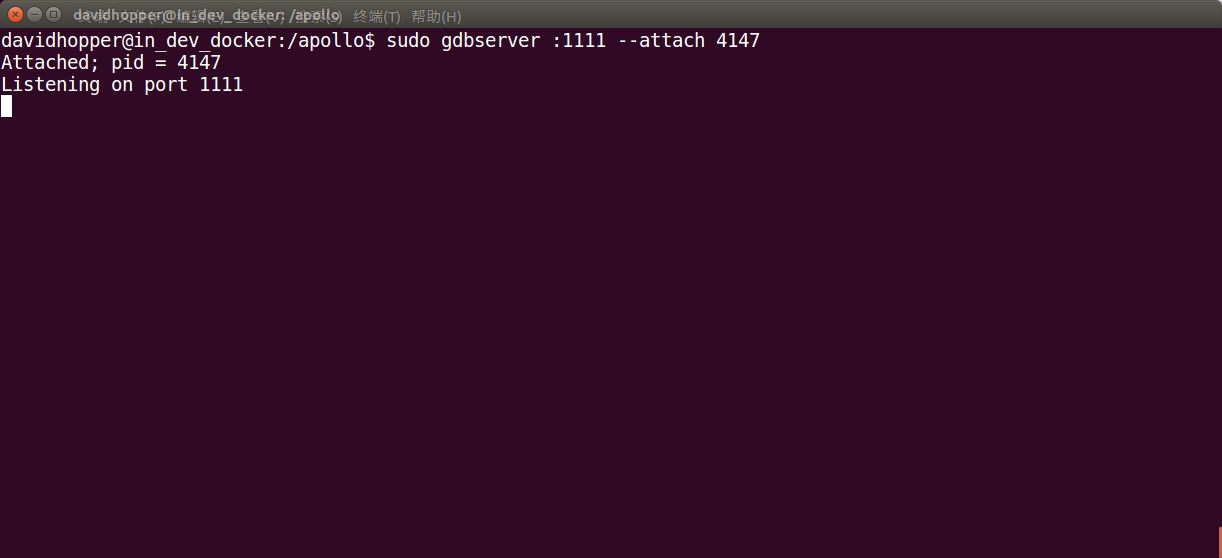 davidhopper@in_dev_docker: /apollo 终端(T) 帮助(H)
davidhopper@in_dev_docker:/apollo$ sudo gdbserver :1111 --attach 4147
Attached; pid = 4147
Listening on port 1111